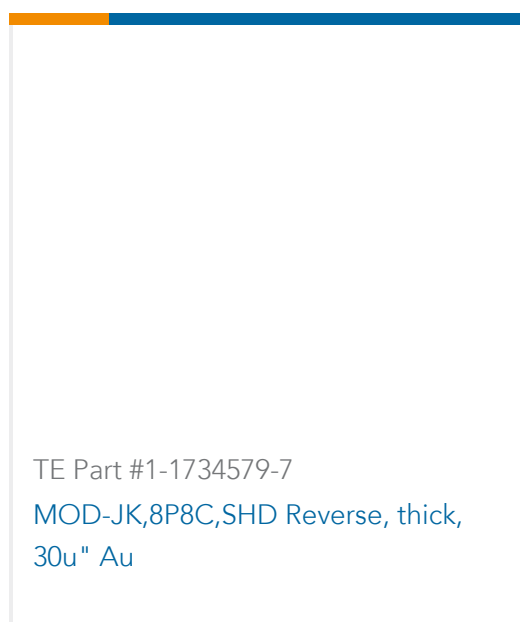 TE Part #1-1734579-7
MOD-JK,8P8C,SHD Reverse, thick,
30u" Au